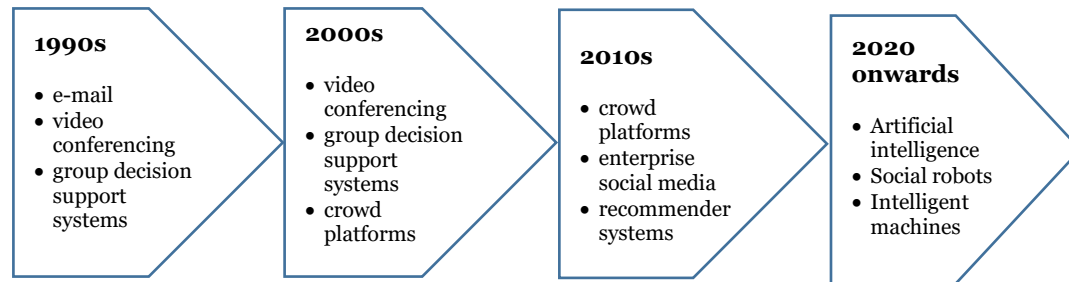 1990s
• e-mail
• video
conferencing
• group decision
support
systems
2000s
• video
conferencing
• group decision
support
systems
• crowd
platforms
2010s
• crowd
platforms
• enterprise
social media
• recommender
systems
2020
onwards
• Artificial
intelligence
• Social robots
• Intelligent
machines